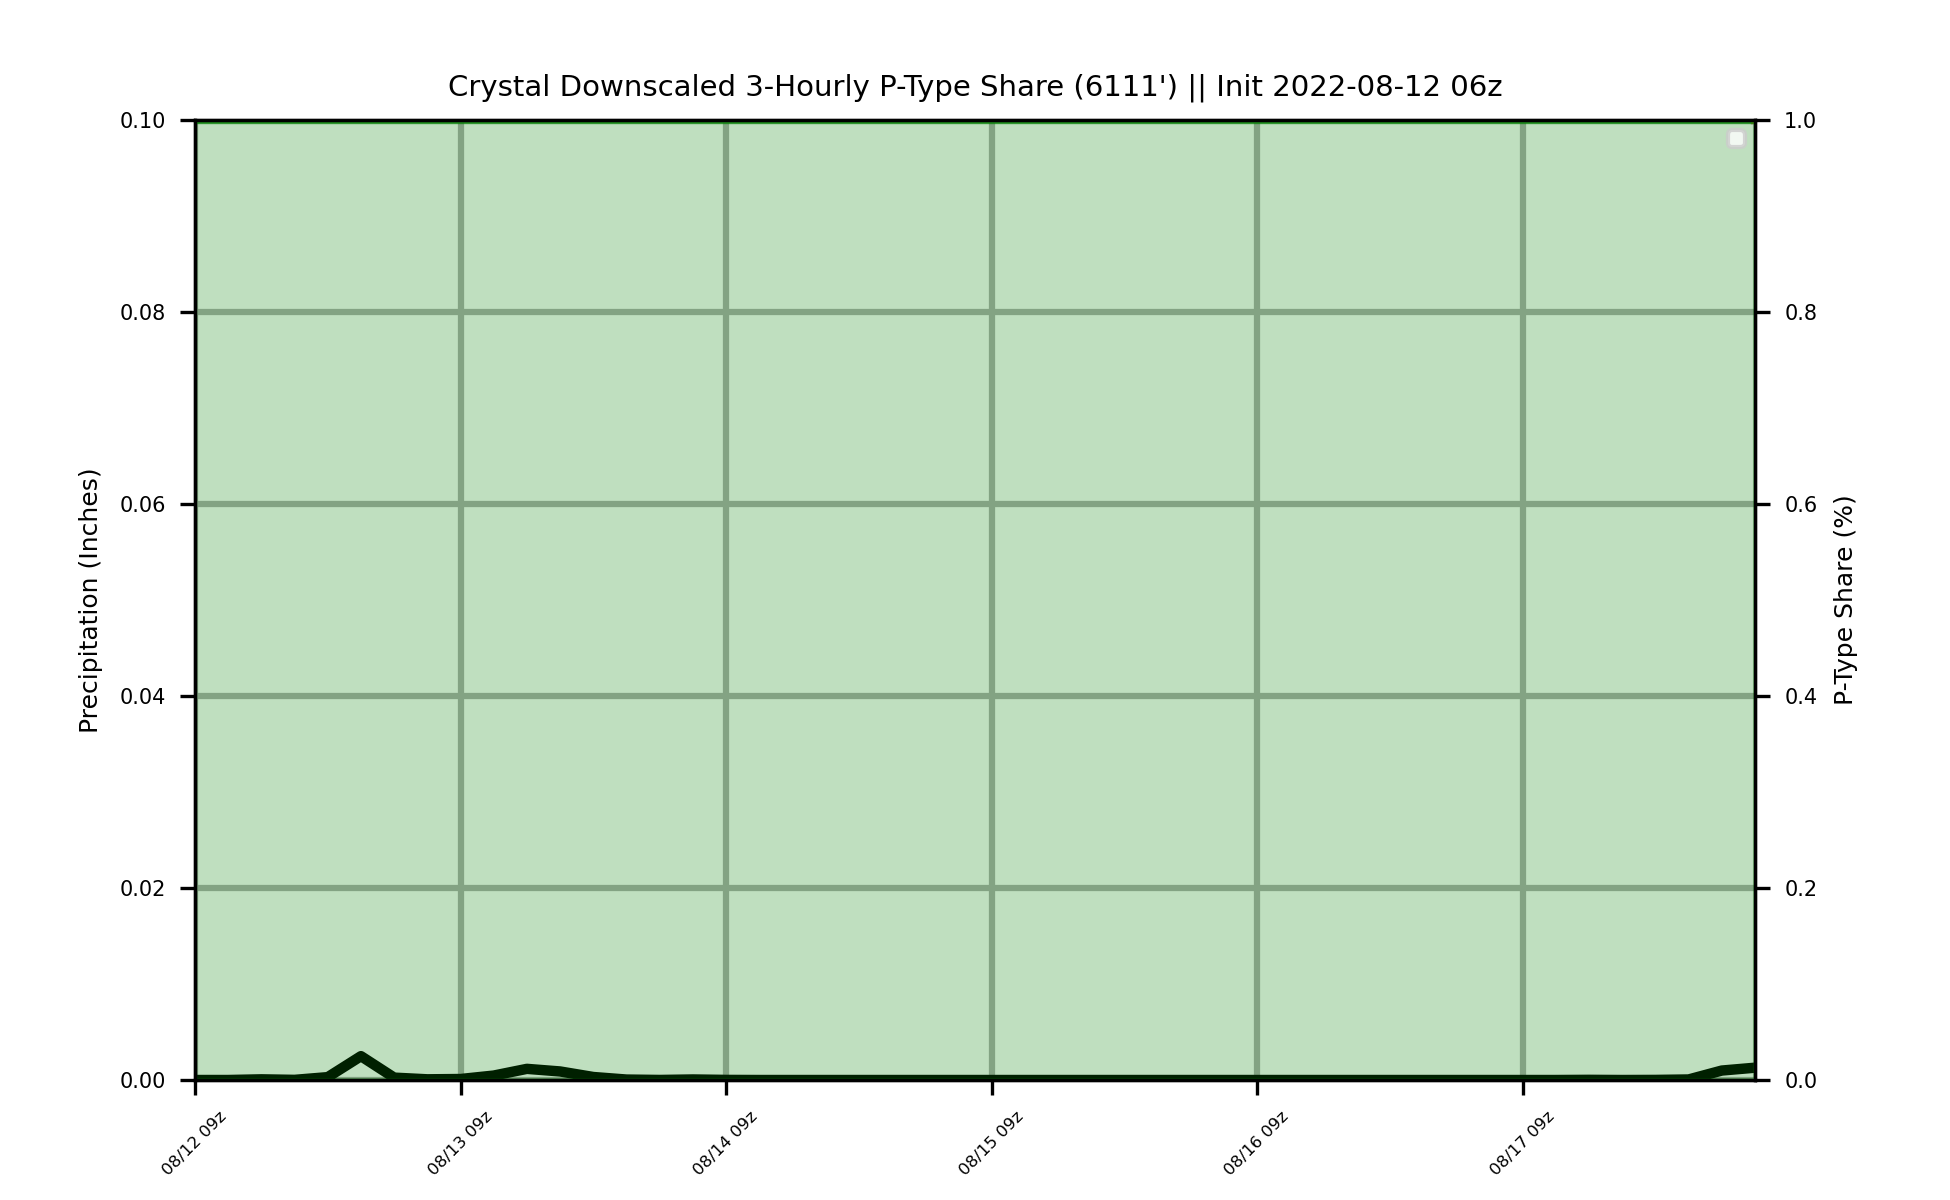 Crystal Downscaled 3-Hourly P-Type Share (6111') || Init 2022-08-12 06z
0.10
0.08
0.06
0.04
0.02
0.00
Precipitation (Inches)
1.0
0.8
0.6
0.4
0.2
0.0
P-Type Share (%)
08/12 09z
08/13 09z
08/14 09z
08/15 09z
08/16 09z
08/17 09z